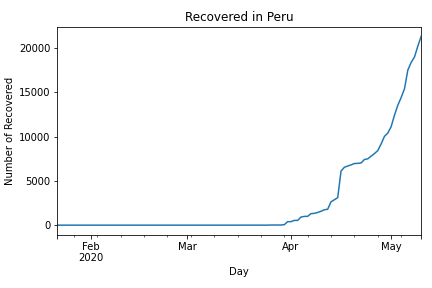 Recovered in Peru
Number of Recovered
20000
15000
10000
5000
0
Feb
2020
Mar
Apr
May
Day